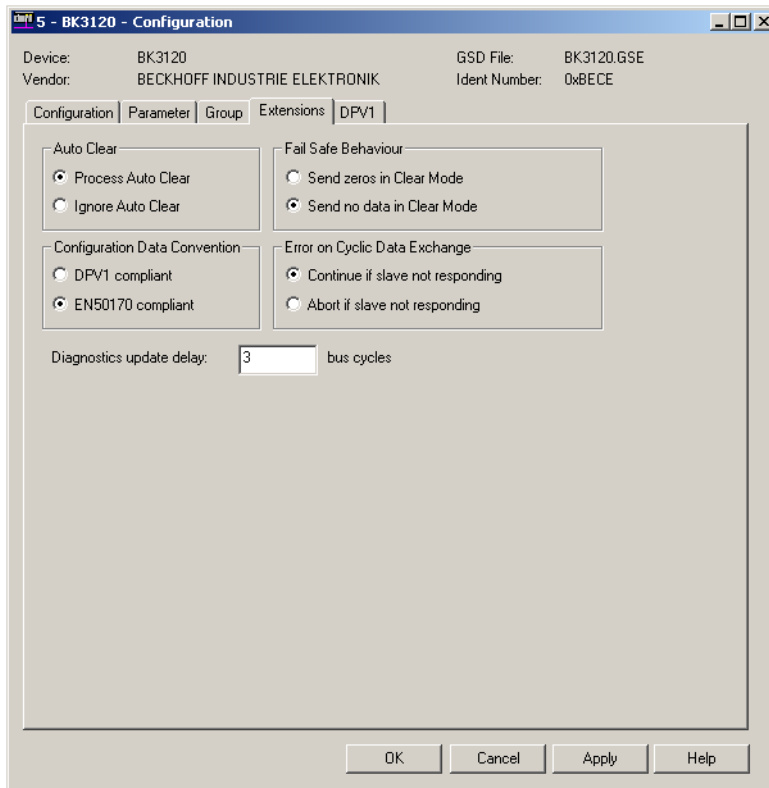 5 - BK3120 - Configuration
Device: BK3120 GSD File: BK3120.GSE
Vendor: BECKHOFF INDUSTRIE ELEKTRONIK Ident Number: 0xBECE
Configuration Parameter Group Extensions DPV1
Auto Clear Fail Safe Behaviour
Process Auto Clear Send zeros in Clear Mode
Ignore Auto Clear Send no data in Clear Mode
Configuration Data Convention Error on Cyclic Data Exchange
DPV1 compliant Continue if slave not responding
EN50170 compliant Abort if slave not responding
Diagnostics update delay: 3 bus cycles
OK Cancel Apply Help